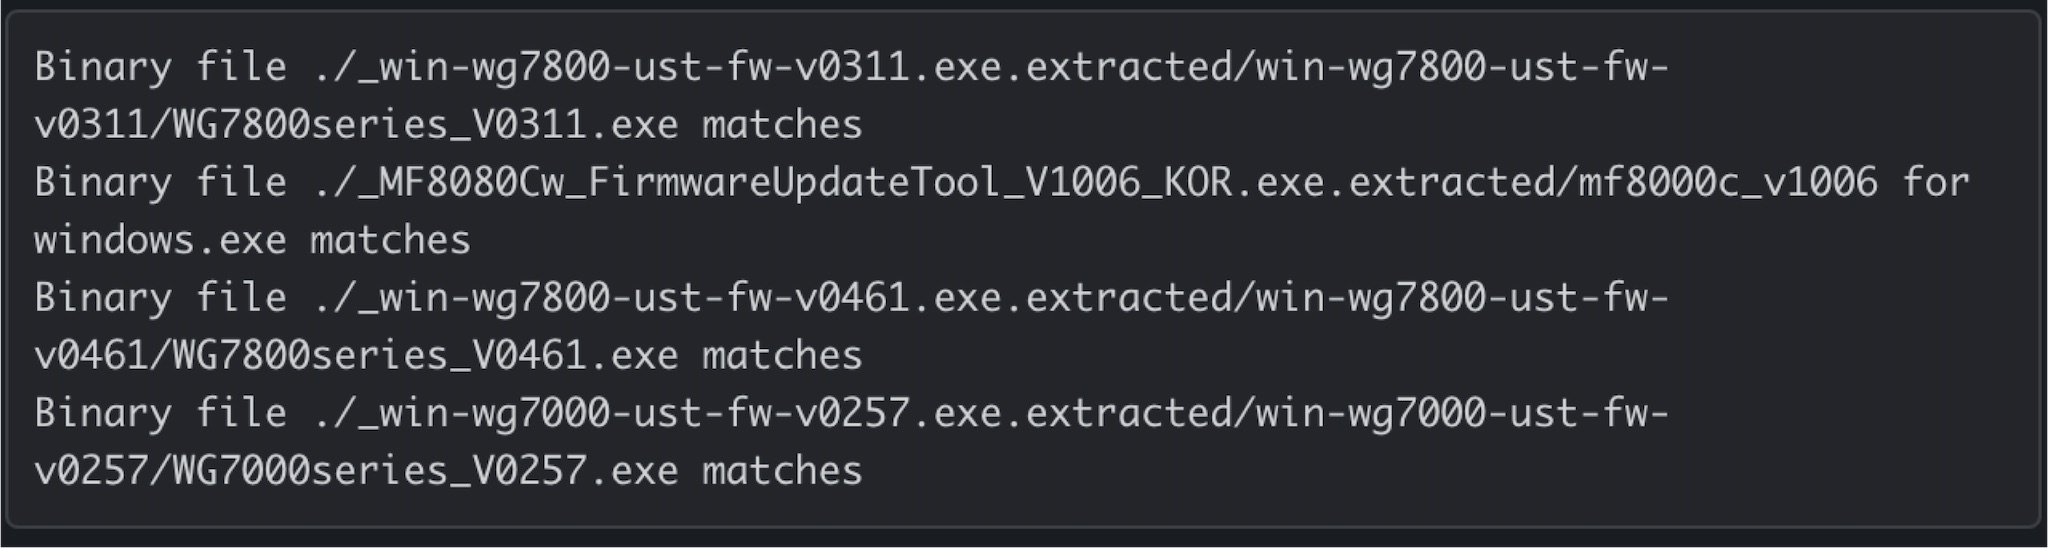 Binary file ./_win-wg7800-ust-fw-v0311.exe.extracted/win-wg7800-ust-fw-
v0311/WG7800series_V0311.exe matches
Binary file ./_MF8080Cw_FirmwareUpdateTool_V1006_KOR.exe.extracted/mf8000c_v1006 for
windows.exe matches
Binary file ./_win-wg7800-ust-fw-v0461.exe.extracted/win-wg7800-ust-fw-
v0461/WG7800series_V0461.exe matches
Binary file ./_win-wg7000-ust-fw-v0257.exe.extracted/win-wg7000-ust-fw-
v0257/WG7000series_V0257.exe matches